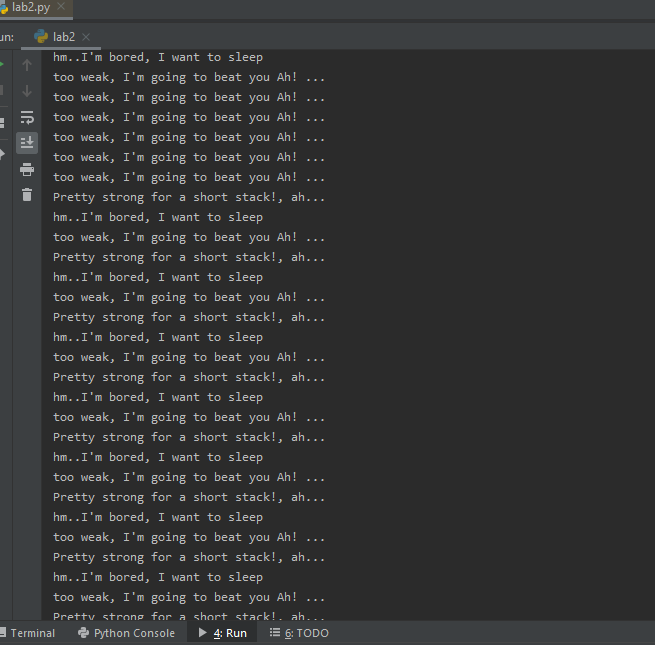 lab2.py
un: lab2
hm..I'm bored, I want to sleep
too weak, I'm going to beat you Ah! ...
too weak, I'm going to beat you Ah! ...
too weak, I'm going to beat you Ah! ...
too weak, I'm going to beat you Ah! ...
too weak, I'm going to beat you Ah! ...
too weak, I'm going to beat you Ah! ...
Pretty strong for a short stack!, ah...
hm..I'm bored, I want to sleep
too weak, I'm going to beat you Ah! ...
Pretty strong for a short stack!, ah...
hm..I'm bored, I want to sleep
too weak, I'm going to beat you Ah! ...
Pretty strong for a short stack!, ah...
hm..I'm bored, I want to sleep
too weak, I'm going to beat you Ah! ...
Pretty strong for a short stack!, ah...
hm..I'm bored, I want to sleep
too weak, I'm going to beat you Ah! ...
Pretty strong for a short stack!, ah...
hm..I'm bored, I want to sleep
too weak, I'm going to beat you Ah! ...
Pretty strong for a short stack!, ah...
hm..I'm bored, I want to sleep
too weak, I'm going to beat you Ah! ...
Pretty strong for a short stack!, ah...
hm..I'm bored, I want to sleep
too weak, I'm going to beat you Ah! ...
Pretty strong for a short stack!, ah...
Terminal Python Console 4: Run 6: TODO